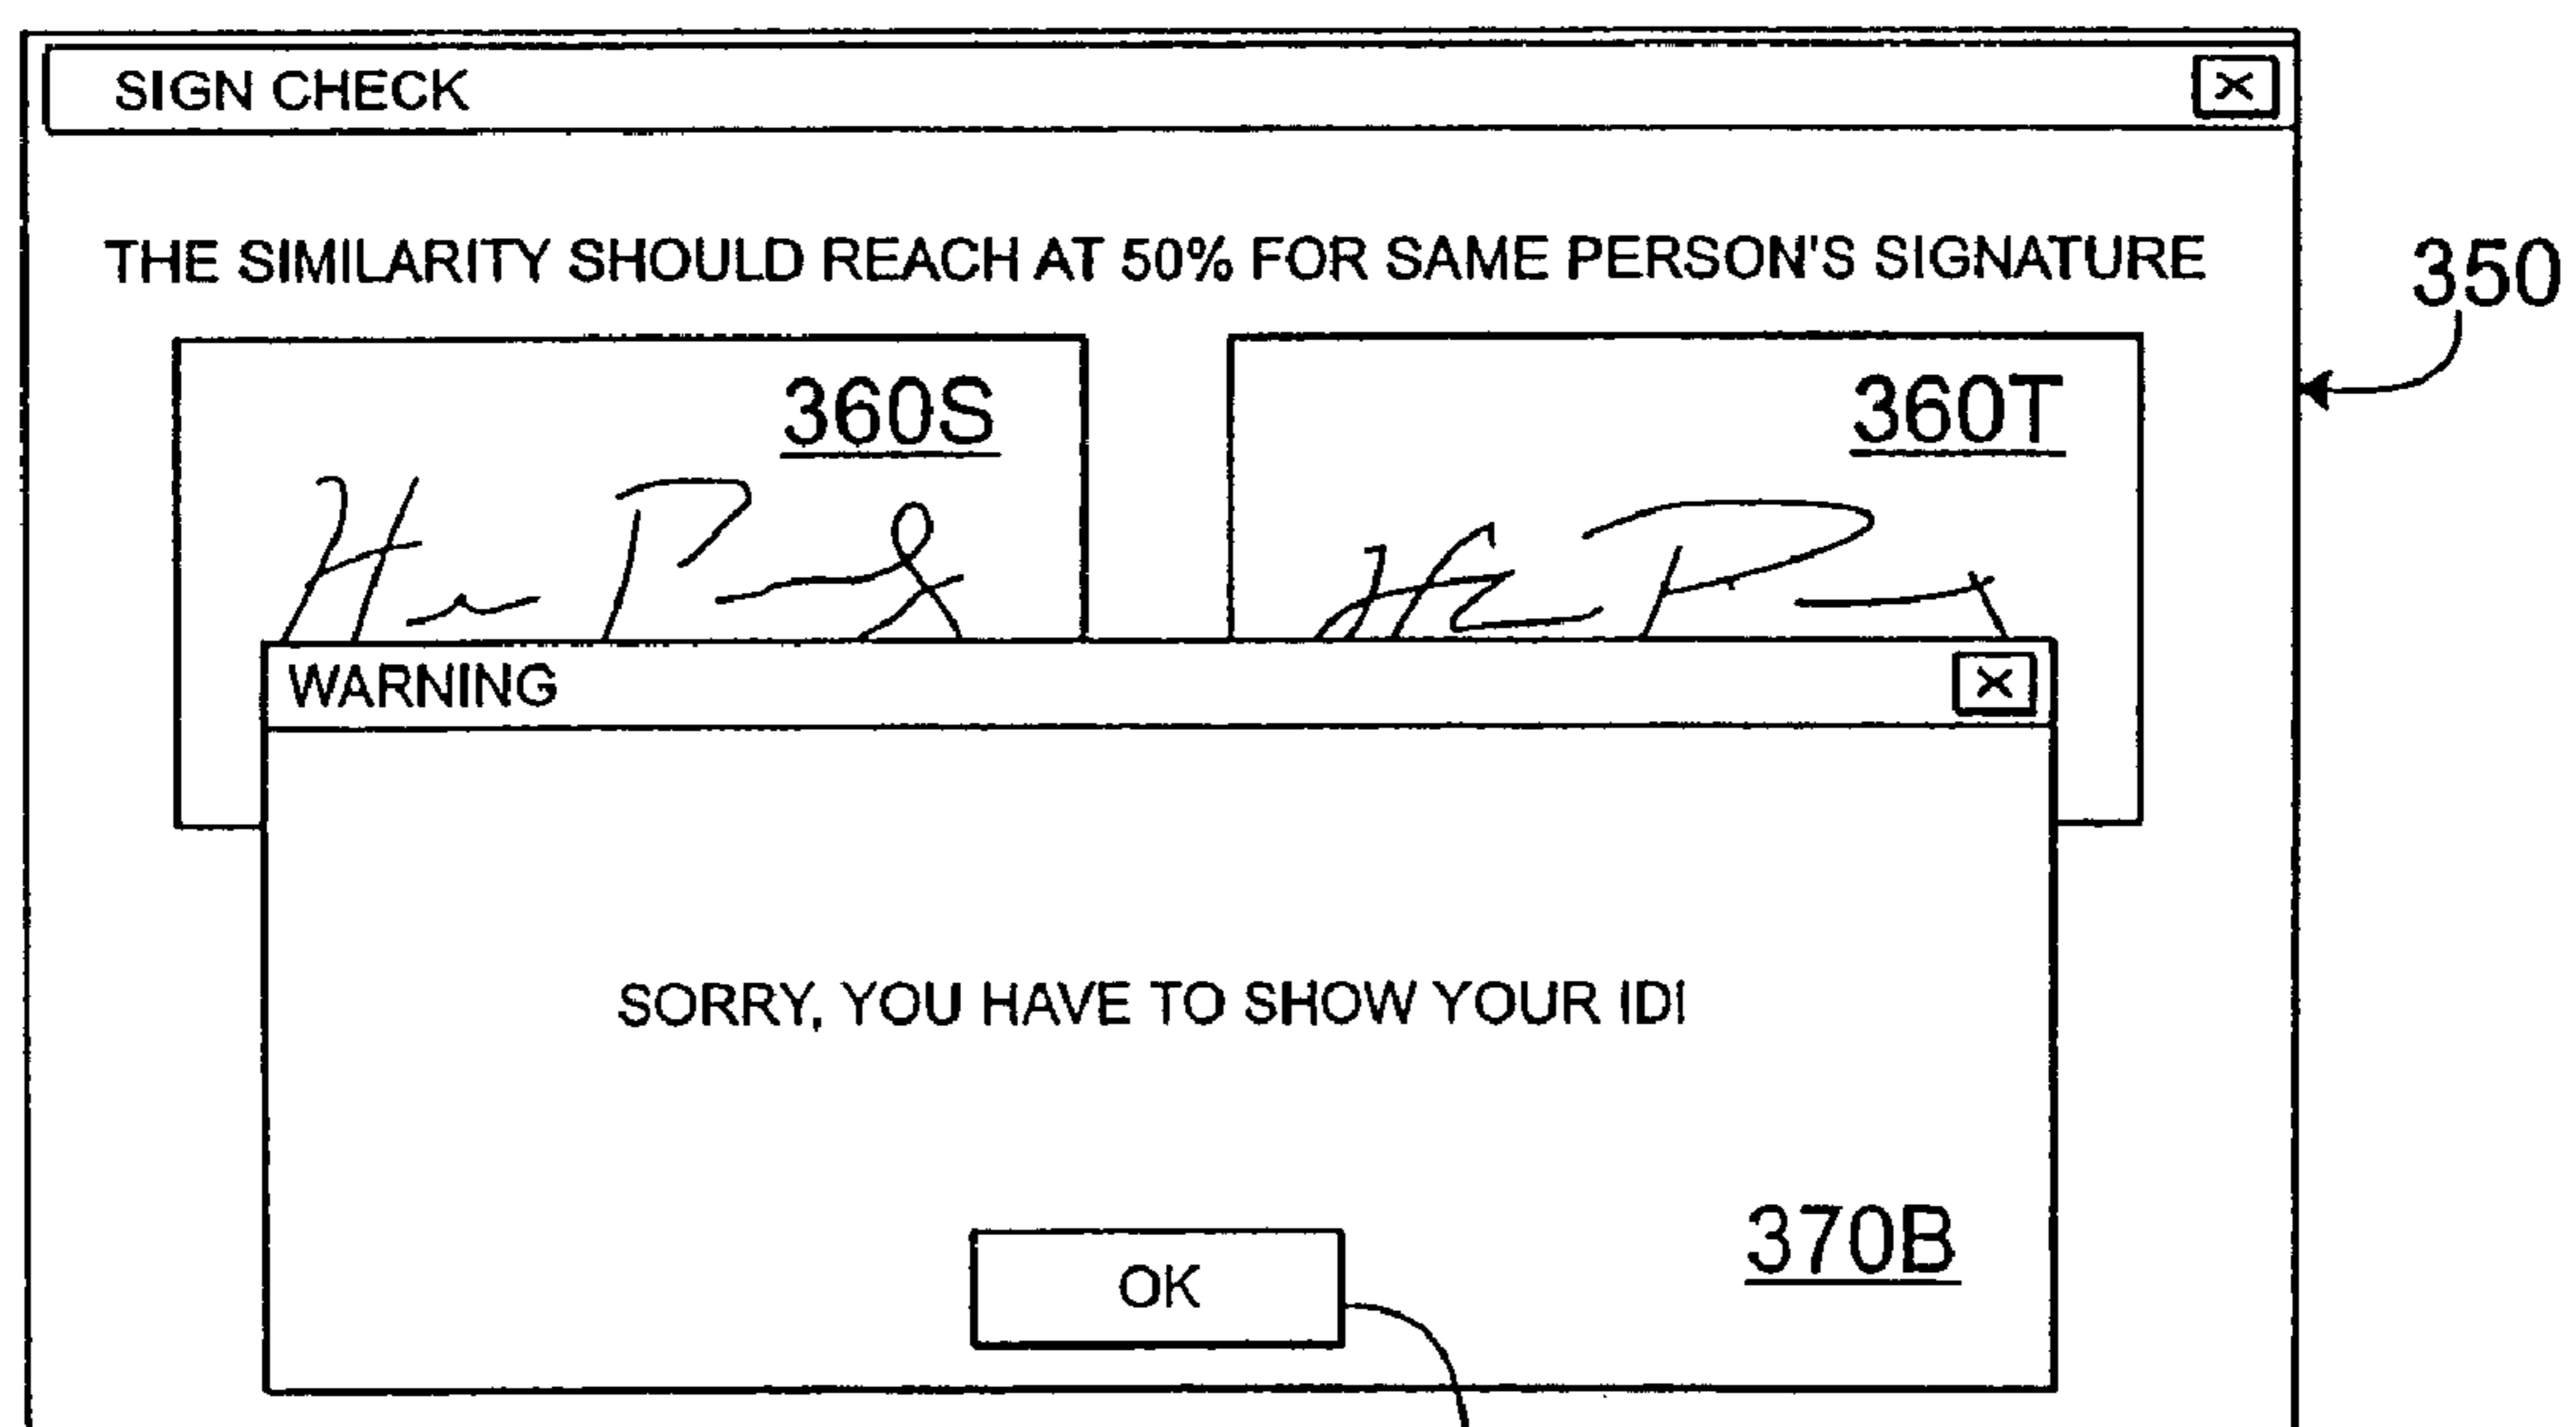 SIGN CHECK
THE SIMILARITY SHOULD REACH AT 50% FOR SAME PERSON'S SIGNATURE
350
360S
360T
WARNING
SORRY, YOU HAVE TO SHOW YOUR ID!
OK
370B